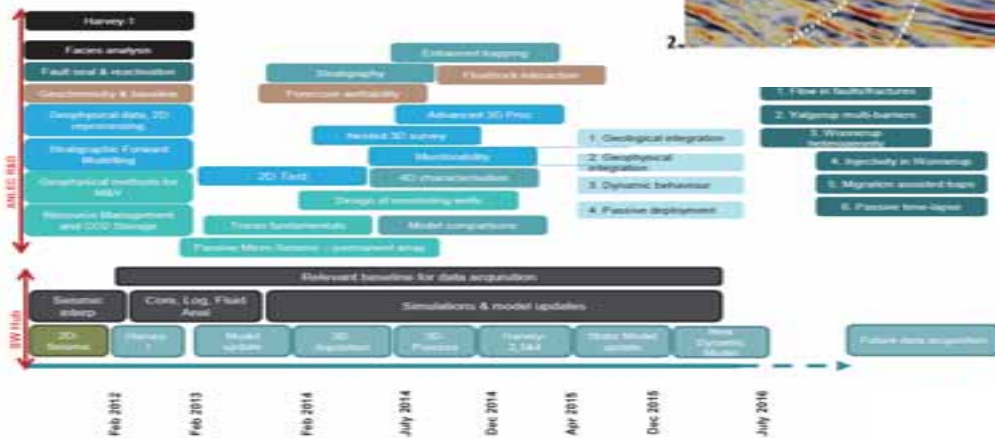 2
Harvey-1
Facies analysis
Enhanced trapping
Fault seal & reactivation
Stratigraphy
Fluid/rock interaction
1. Flow in faults/fractures
Geochemistry & baseline
Forecore wettability
Geophysical data, 2D
reprocessing,
Advanced 3D Proc
2. Yalgorup multi-barriers
Nested 3D survey
1. Geological integration
3. Wonnerup
heterogeneity
Stratigraphic Forward
Modelling
Monitorability
2. Geophysical
integration
4. Injectivity in Wonnerup
Geophysical methods for
M&V
2D Test
4D characterisation
3. Dynamic behaviour
5. Migration assisted traps
Design of monitoring wells
4. Passive deployment
6. Passive time-lapse
Resource Management
and CO2 Storage
Traces fundamentals
Model comparisons
Passive Micro Seismic - permanent array
ANLEC R&D
Relevant baseline for data acquisition
Seismic
interp
Core, Log, Fluid
Anal
Simulations & model updates
2D
Seismic
Harvey
1
Model
update
3D
Acquisition
3D
Process
Harvey-
2,3&4
Static Model
update
New
Dynamic
Model
Future data acquisition
SW Hub
Feb 2012
Feb 2013
Feb 2014
July 2014
Dec 2014
Apr 2015
Dec 2015
July 2016